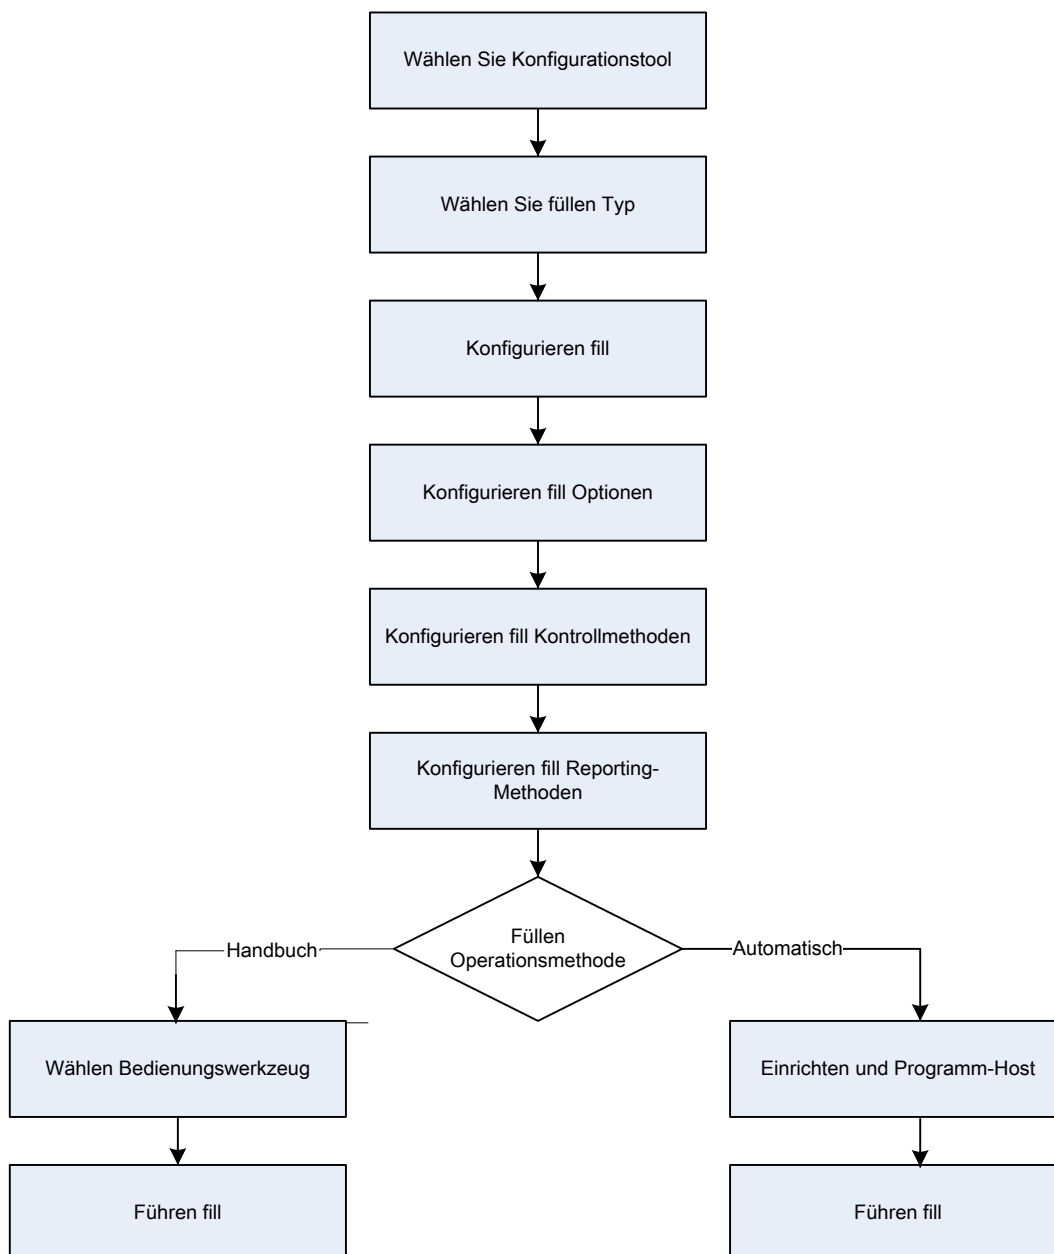 Wählen Sie Konfigurationstool
Wählen Sie füllen Typ
Konfigurieren fill
Konfigurieren fill Optionen
Konfigurieren fill Kontrollmethoden
Konfigurieren fill Reporting-
Methoden
Füllen
Operationsmethode
Handbuch
Automatisch
Wählen Bedienungswerkzeug
Einrichten und Programm-Host
Führen fill
Führen fill